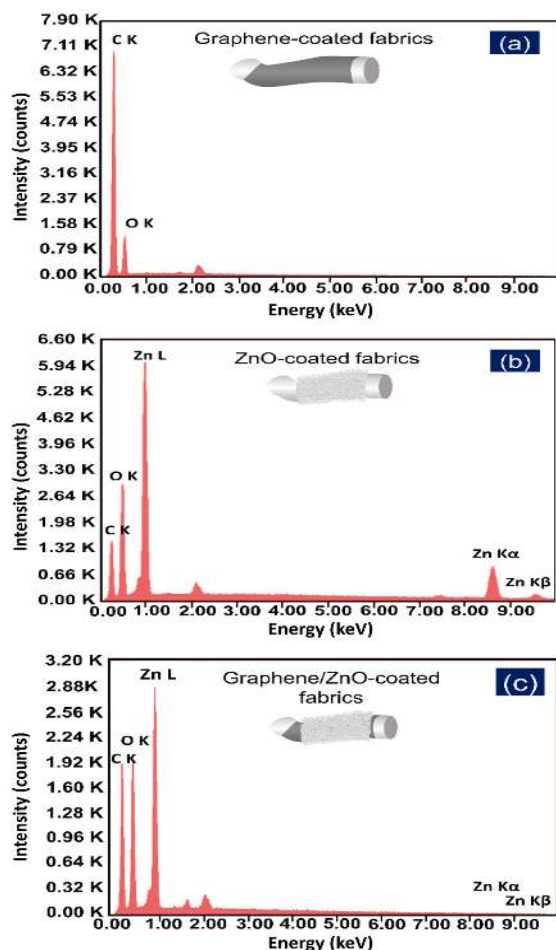 7.90 K
7.11 K
6.32 K
5.53 K
4.74 K
3.95 K
3.16 K
2.37 K
1.58 K
0.79 K
0.00 K
Intensity (counts)
C K
O K
Graphene-coated fabrics
(a)
0.00 1.00 2.00 3.00 4.00 5.00 6.00 7.00 8.00 9.00
Energy (keV)
6.60 K
5.94 K
5.28 K
4.62 K
3.96 K
3.30 K
2.64 K
1.98 K
1.32 K
0.66 K
0.00 K
Intensity (counts)
Zn L
O K
C K
ZnO-coated fabrics
(b)
Zn Kα
Zn Kβ
0.00 1.00 2.00 3.00 4.00 5.00 6.00 7.00 8.00 9.00
Energy (keV)
3.20 K
2.88K
2.56 K
2.24 K
1.92 K
1.60 K
1.28 K
0.96 K
0.64 K
0.32 K
0.00 K
Intensity (counts)
Zn L
O K
C K
Graphene/ZnO-coated
fabrics
(c)
Zn Kα
Zn Kβ
0.00 1.00 2.00 3.00 4.00 5.00 6.00 7.00 8.00 9.00
Energy (keV)